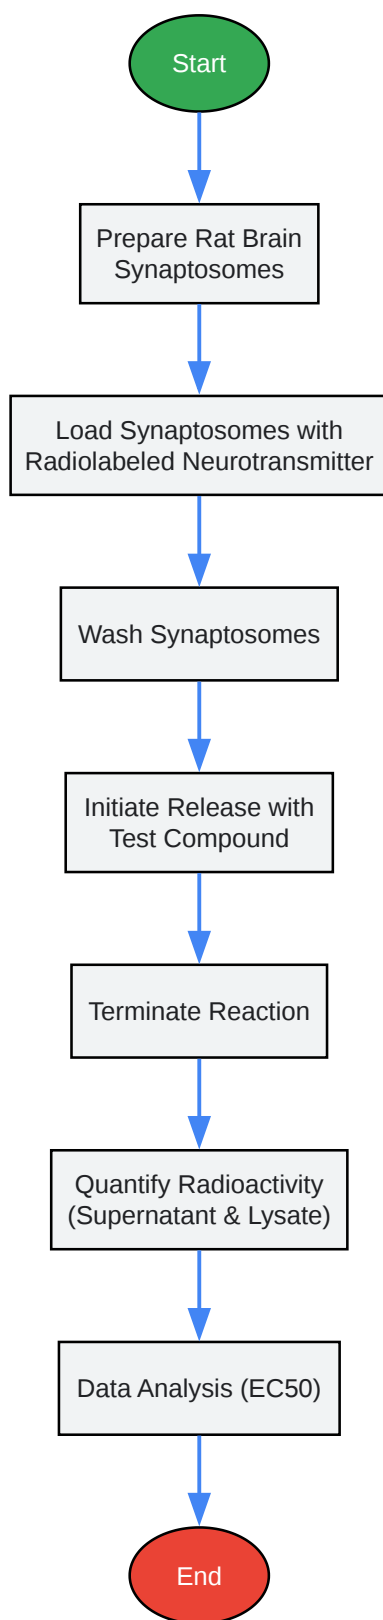 Start
Prepare Rat Brain
Synaptosomes
Load Synaptosomes with
Radiolabeled Neurotransmitter
Wash Synaptosomes
Initiate Release with
Test Compound
Terminate Reaction
Quantify Radioactivity
(Supernatant & Lysate)
Data Analysis (EC50)
End